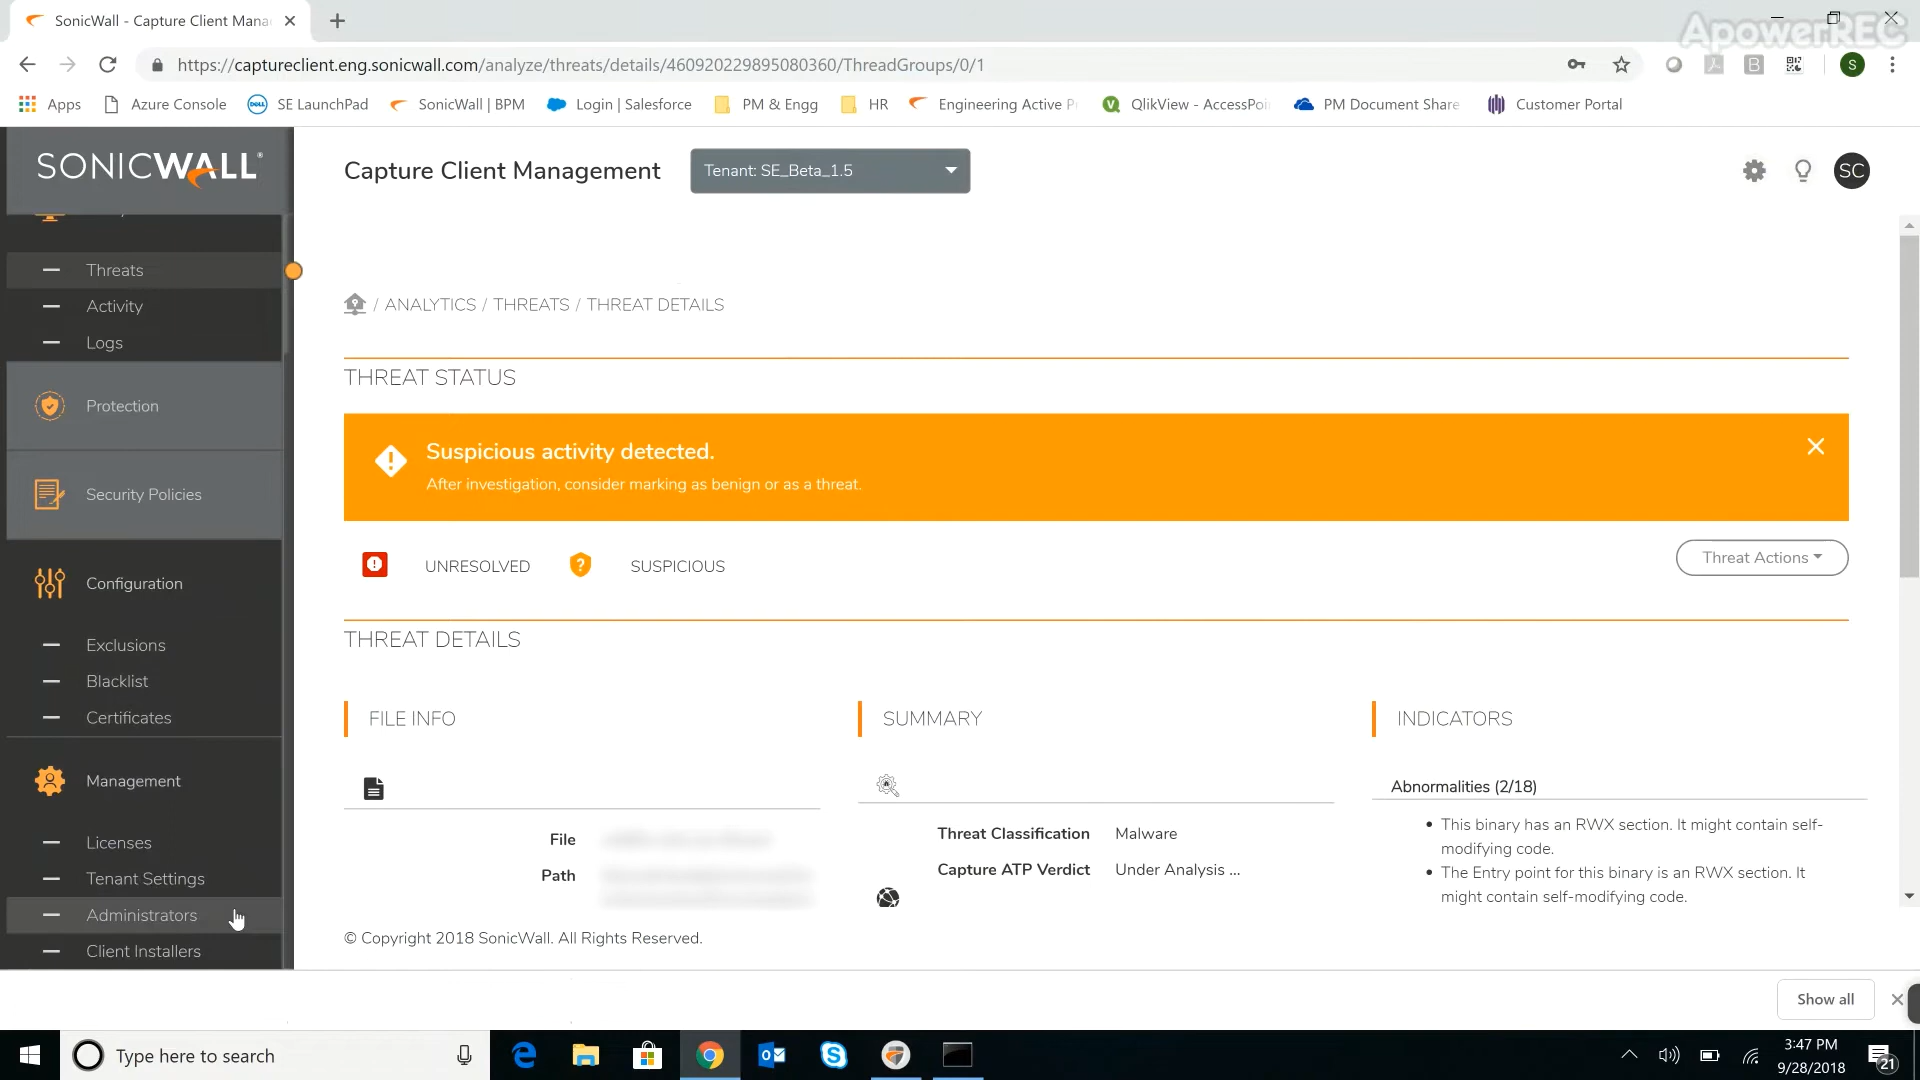 SonicWall - Capture Client Mana
ApowerREC
https://captureclient.eng.sonicwall.com/analyze/threats/details/460920229895080360/ThreadGroups/0/1
S
Apps
Azure Console
DELL
SE LaunchPad
SonicWall | BPM
Login | Salesforce
PM & Engg
HR
Engineering Active P
QlikView - AccessPoi
PM Document Share
Customer Portal
SONICWALL
Capture Client Management
Tenant: SE_Beta_1.5
SC
Threats
Activity
Logs
Protection
Security Policies
Configuration
Exclusions
Blacklist
Certificates
Management
Licenses
Tenant Settings
Administrators
Client Installers
/ ANALYTICS / THREATS / THREAT DETAILS
THREAT STATUS
Suspicious activity detected.
After investigation, consider marking as benign or as a threat.
UNRESOLVED
SUSPICIOUS
Threat Actions
THREAT DETAILS
FILE INFO
File
Path
SUMMARY
Threat Classification Malware
Capture ATP Verdict Under Analysis ...
INDICATORS
Abnormalities (2/18)
• This binary has an RWX section. It might contain self-
modifying code.
• The Entry point for this binary is an RWX section. It
might contain self-modifying code.
© Copyright 2018 SonicWall. All Rights Reserved.
Show all
Type here to search
3:47 PM
9/28/2018
21